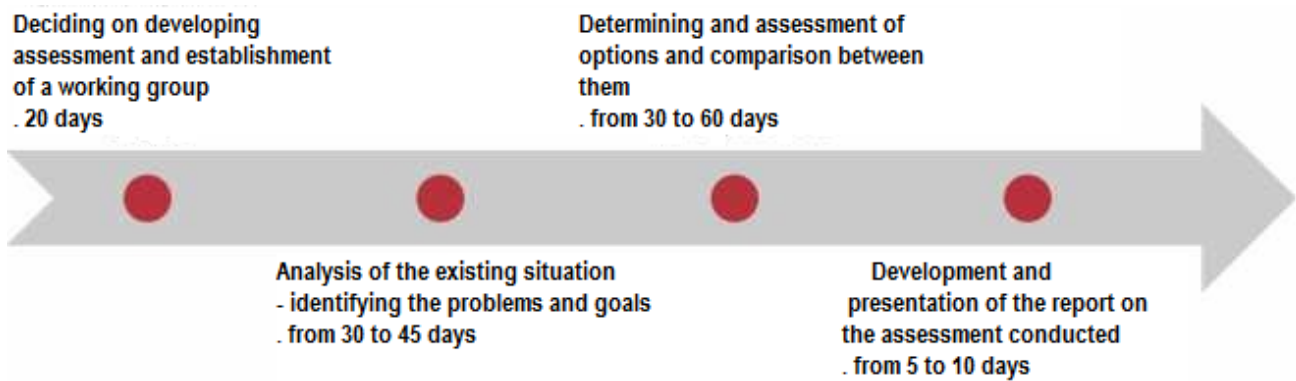 Deciding on developing
assessment and establishment
of a working group
. 20 days
Determining and assessment of
options and comparison between
them
. from 30 to 60 days
Analysis of the existing situation
- identifying the problems and goals
. from 30 to 45 days
Development and
presentation of the report on
the assessment conducted
. from 5 to 10 days